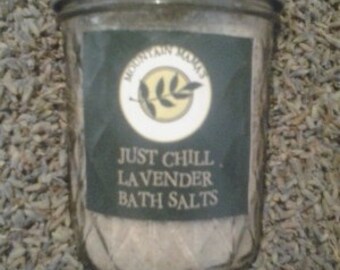 MOUNTAIN MAMA'S
JUST CHILL
LAVENDER
BATH SALTS